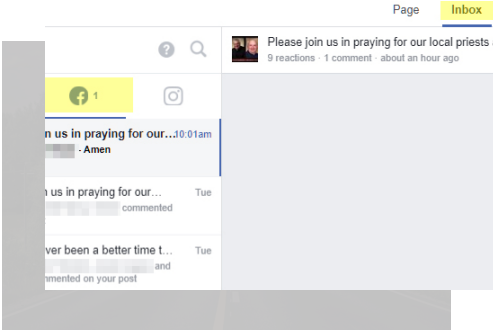 Page Inbox
Please join us in praying for our local priests
9 reactions · 1 comment · about an hour ago
1
n us in praying for our...10:01am
- Amen
us in praying for our... Tue
commented
ver been a better time t... Tue
and
mmented on your post